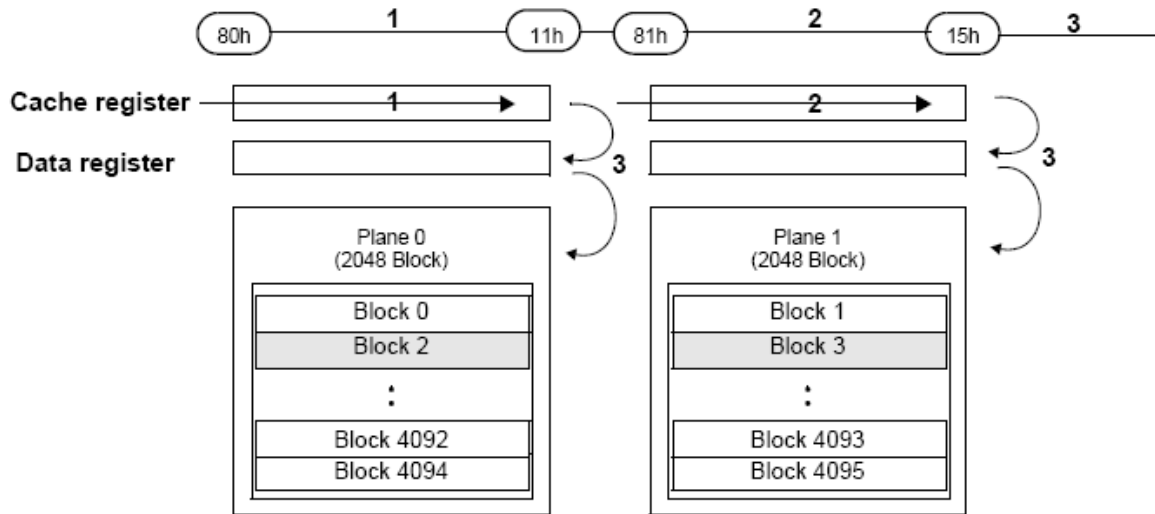 1 2 3
80h 11h 81h 15h
Cache register 1 2
Data register 3 3
Plane 0
(2048 Block)
Plane 1
(2048 Block)
Block 0
Block 2
:
Block 4092
Block 4094
Block 1
Block 3
:
Block 4093
Block 4095